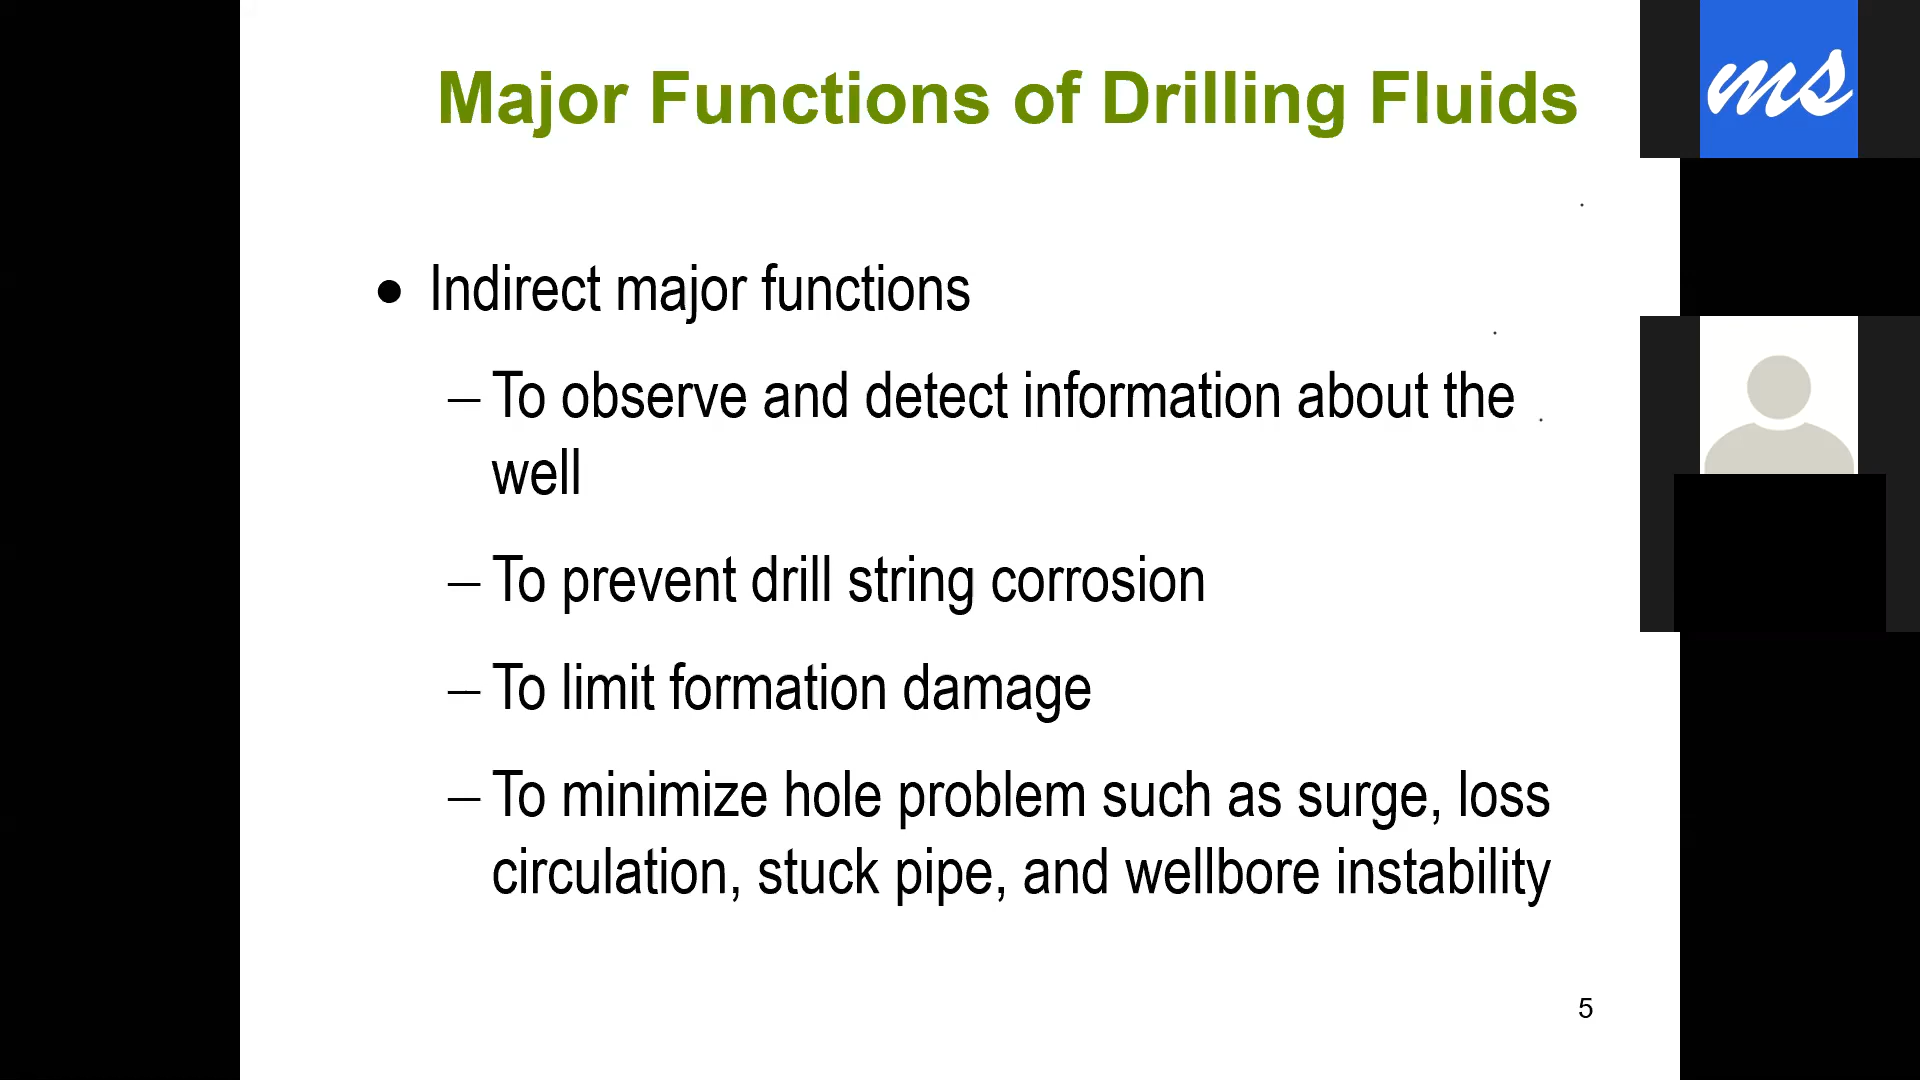 Major Functions of Drilling Fluids
ms
• Indirect major functions
– To observe and detect information about the
well
– To prevent drill string corrosion
– To limit formation damage
– To minimize hole problem such as surge, loss
circulation, stuck pipe, and wellbore instability
5